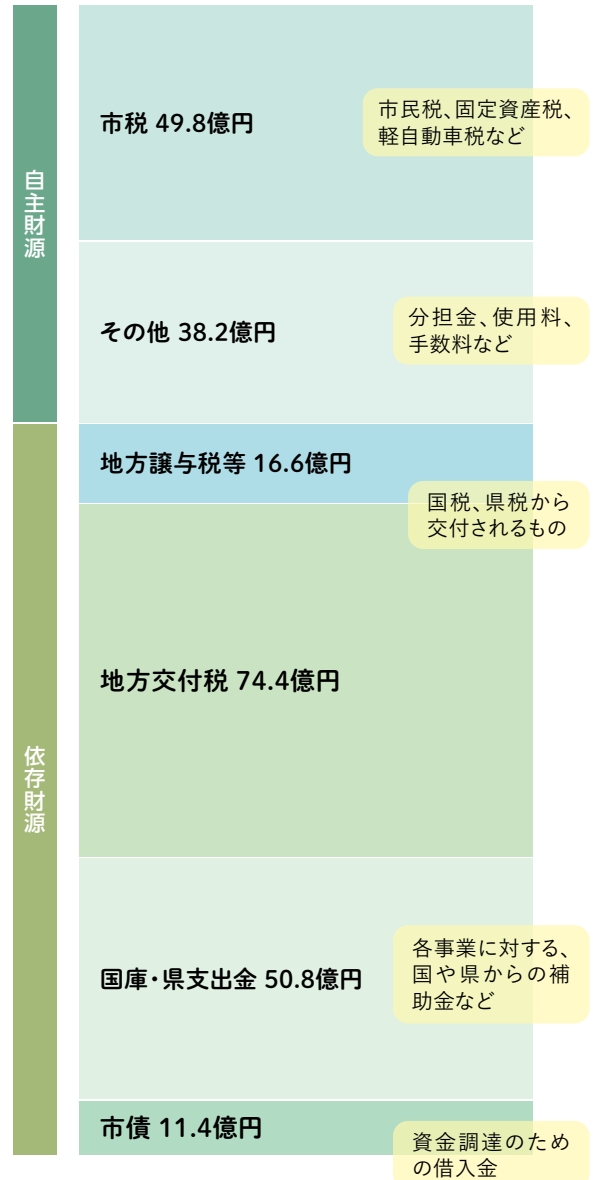 自主財源
市税 49.8億円
市民税、固定資産税、
軽自動車税など
その他 38.2億円
分担金、使用料、
手数料など
依存財源
地方譲与税等 16.6億円
国税、県税から
交付されるもの
地方交付税 74.4億円
国庫・県支出金 50.8億円
各事業に対する、
国や県からの補
助金など
市債 11.4億円
資金調達のため
の借入金